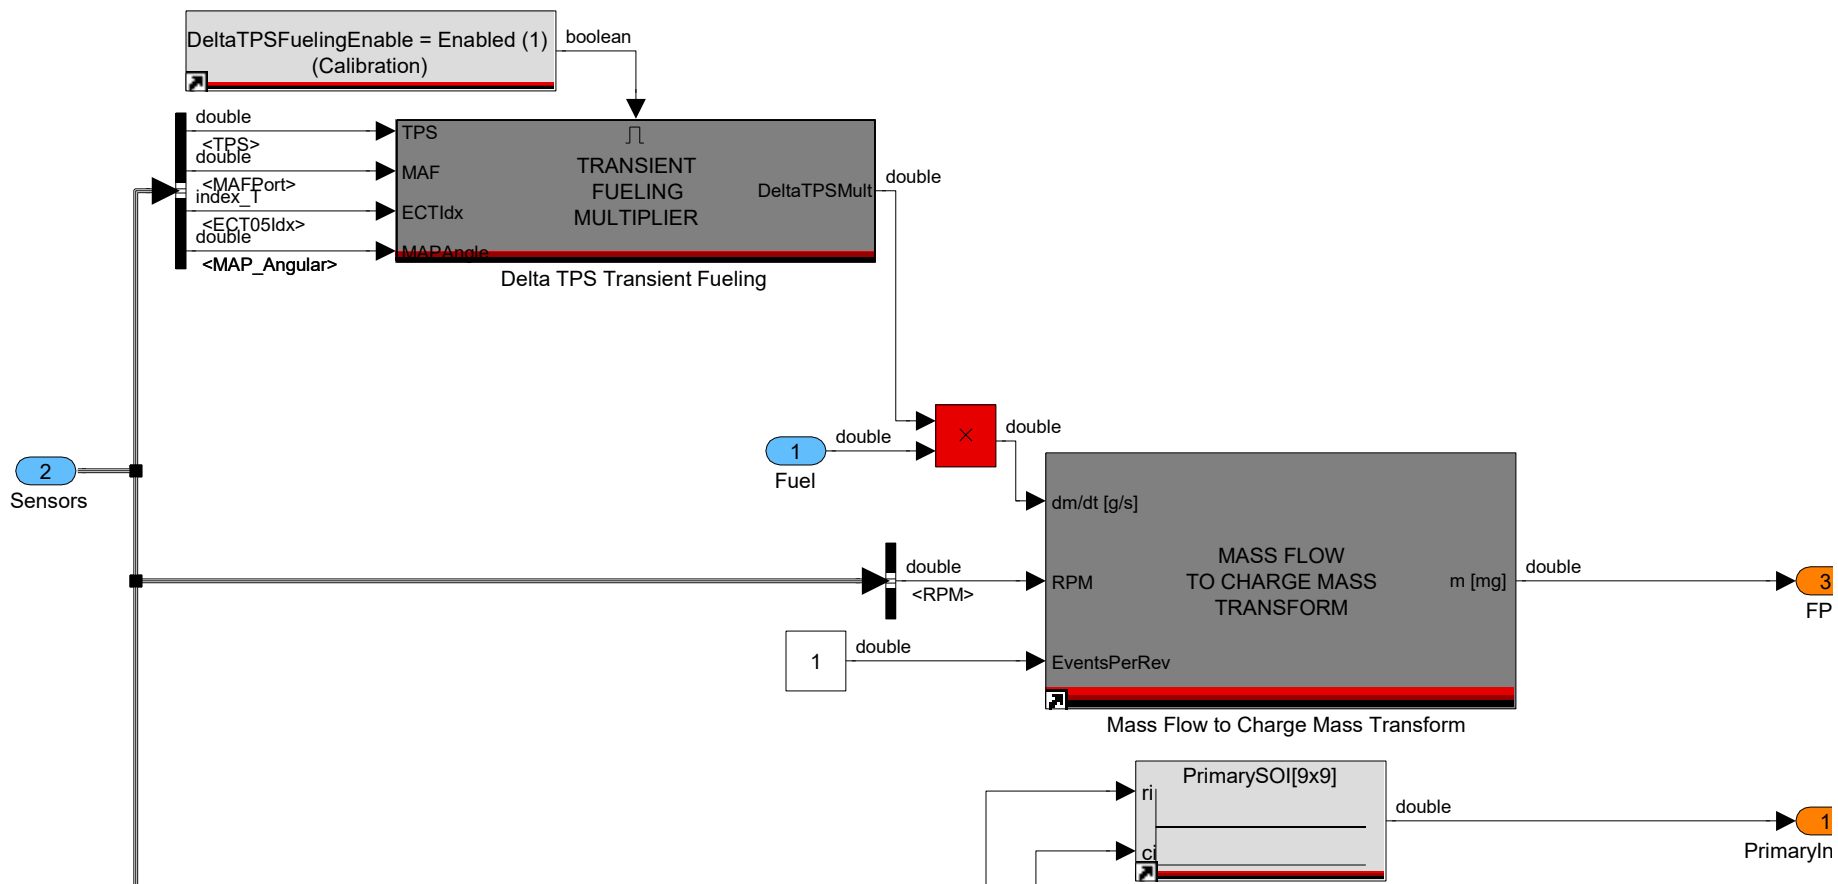 DeltaTPSFuelingEnable = Enabled (1)
(Calibration)
boolean
double
<TPS>
double
<MAFPort>
index_T
<ECT05Idx>
double
<MAP_Angular>
TPS
MAF
ECTIdx
MAPAngle
TRANSIENT
FUELING
MULTIPLIER
DeltaTPSMult
double
Delta TPS Transient Fueling
2
Sensors
1
Fuel
double
×
double
dm/dt [g/s]
RPM
EventsPerRev
MASS FLOW
TO CHARGE MASS
TRANSFORM
m [mg]
double
3
FP
double
<RPM>
1
double
Mass Flow to Charge Mass Transform
PrimarySOI[9x9]
ri
ci
double
1
PrimaryIn